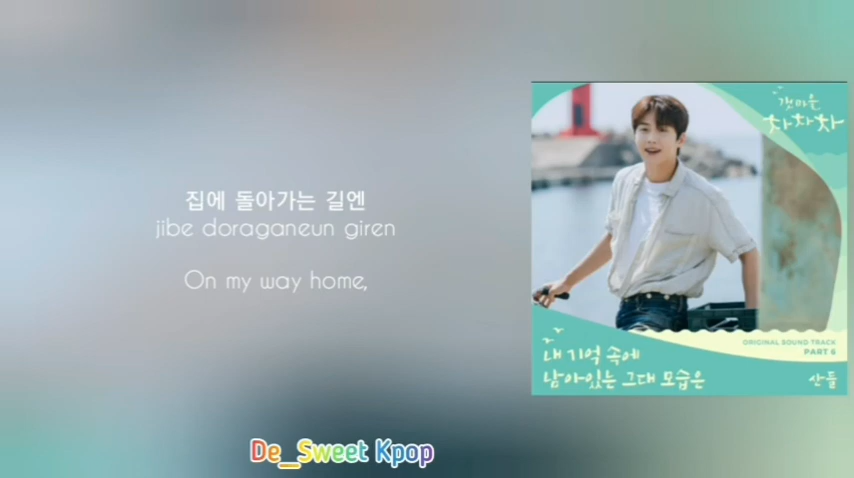 집에 돌아가는 길엔
jibe doraganeun giren
On my way home,
갯마을
차차차
ORIGINAL SOUND TRACK
PART 6
내 기억 속에
남아있는 그대 모습은
산들
De_Sweet Kpop